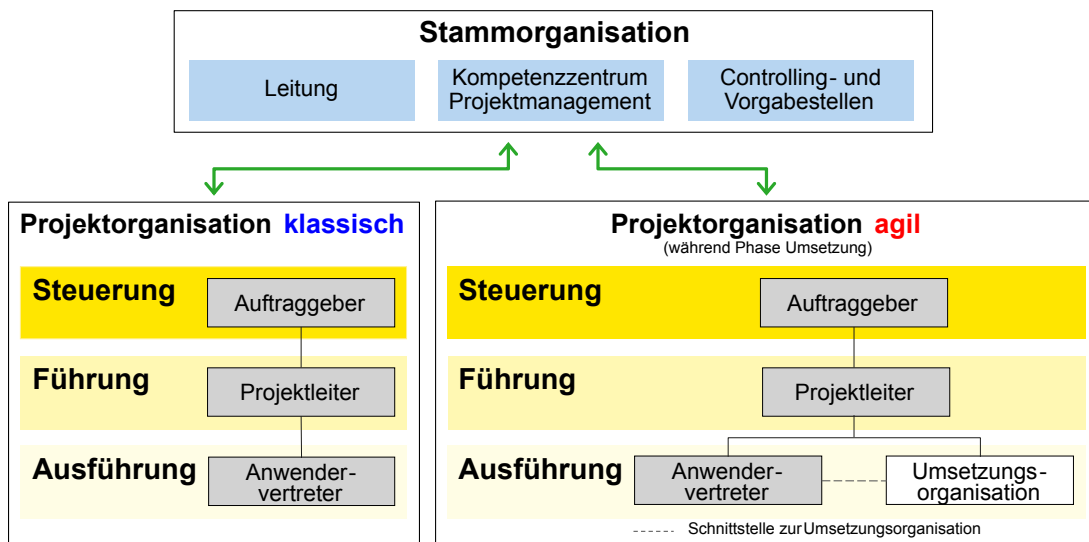 Stammorganisation
Leitung
Kompetenzzentrum
Projektmanagement
Controlling- und
Vorgabestellen
Projektorganisation klassisch
Steuerung
Auftraggeber
Führung
Projektleiter
Ausführung
Anwender-
vertreter
Projektorganisation agil
(während Phase Umsetzung)
Steuerung
Auftraggeber
Führung
Projektleiter
Ausführung
Anwender-
vertreter
Umsetzungs-
organisation
Schnittstelle zur Umsetzungsorganisation